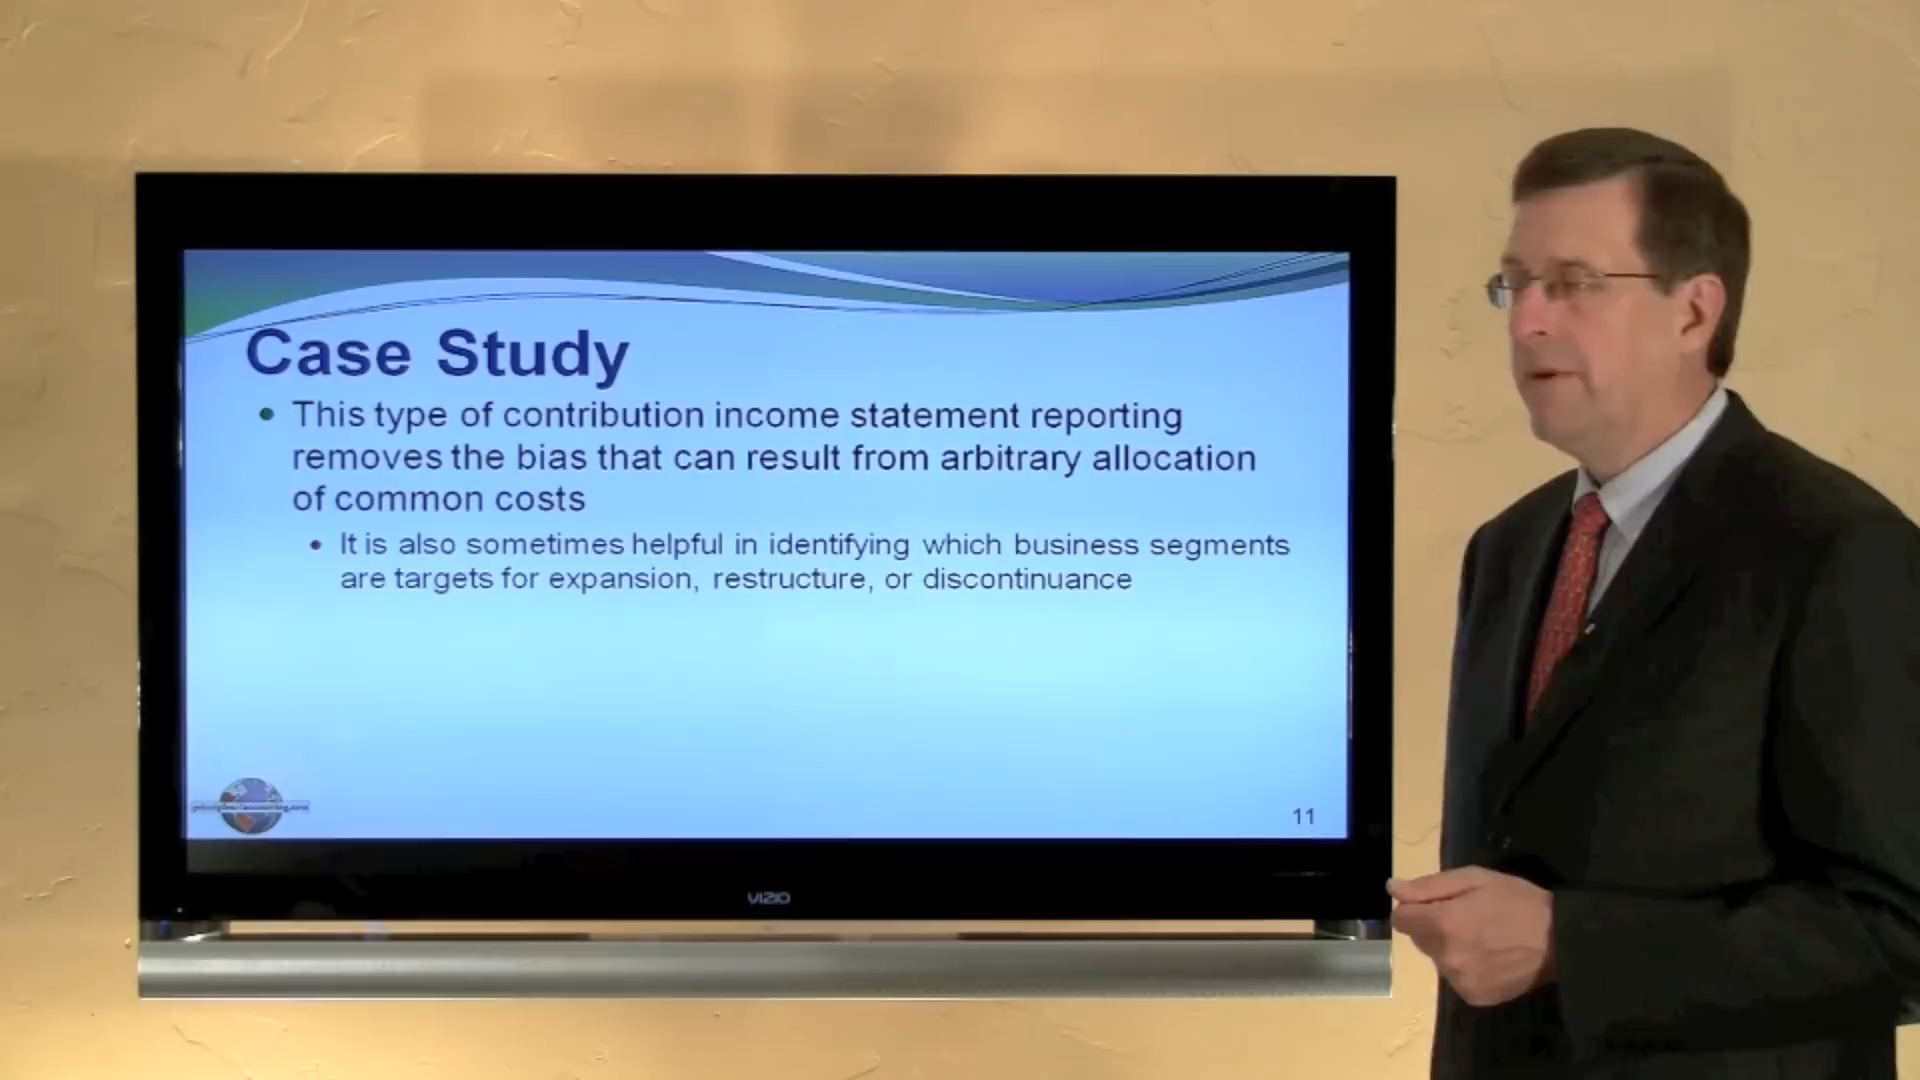 Case Study
• This type of contribution income statement reporting
removes the bias that can result from arbitrary allocation
of common costs
• It is also sometimes helpful in identifying which business segments
are targets for expansion, restructure, or discontinuance
11
VIZIO